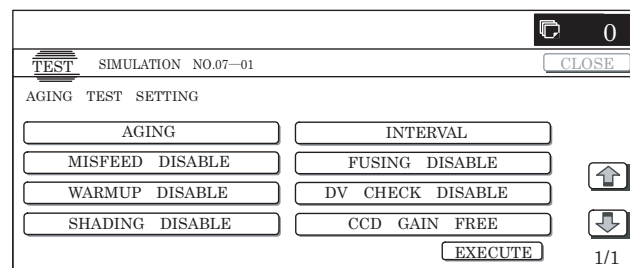 0
TEST SIMULATION NO.07—01 CLOSE
AGING TEST SETTING
AGING INTERVAL
MISFEED DISABLE FUSING DISABLE
WARMUP DISABLE DV CHECK DISABLE
SHADING DISABLE CCD GAIN FREE
EXECUTE 1/1